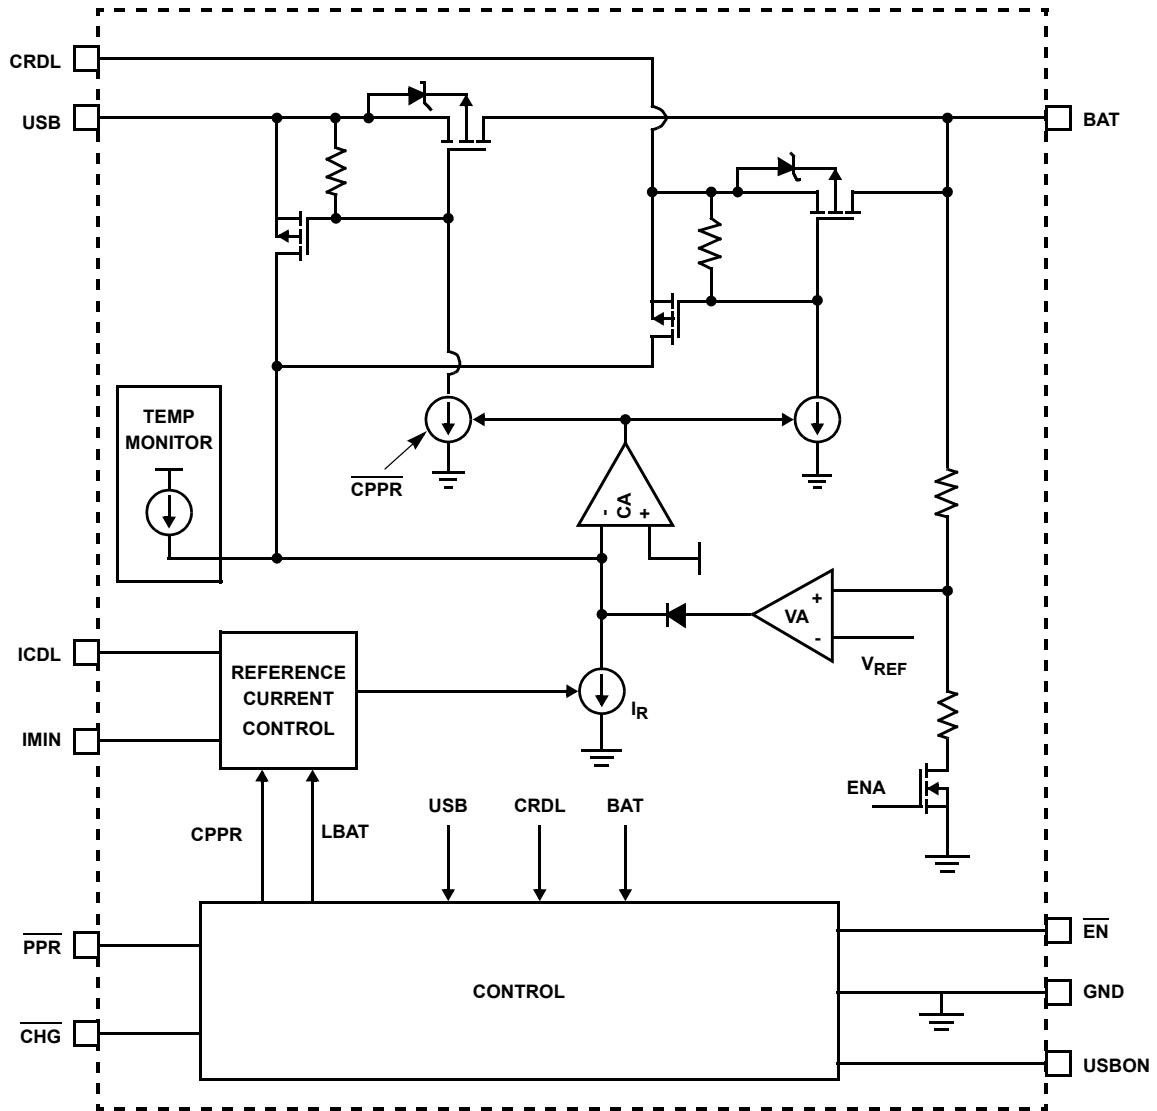 CRDL
USB
BAT
TEMP
MONITOR
CPPR
CA
-
+
VA
+
-
VREF
ICDL
IMIN
REFERENCE
CURRENT
CONTROL
IR
ENA
CPPR
LBAT
USB
CRDL
BAT
PPR
CHG
CONTROL
EN
GND
USBON